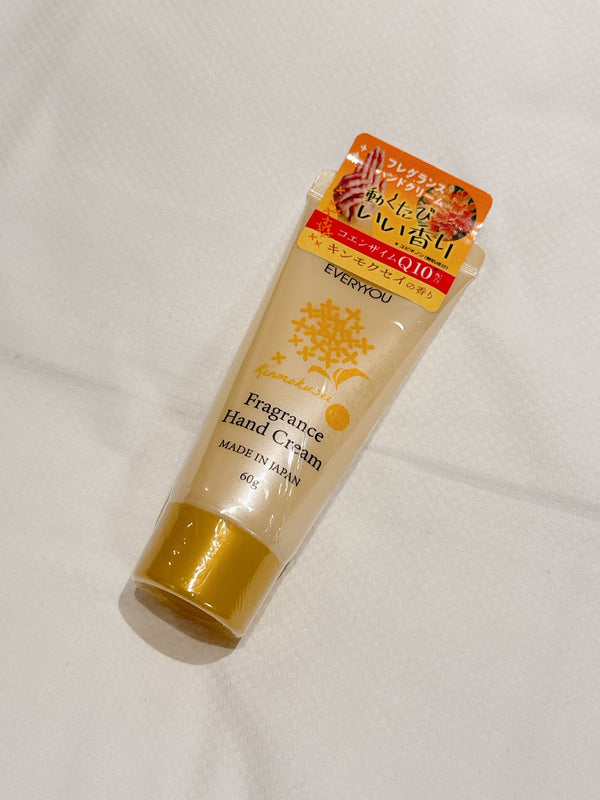 フレグランス
ハンドクリーム
動くたび
いい香り
コエンザイムQ10配合
キンモクセイの香り
EVERYYOU
Kinmokusei
Fragrance
Hand Cream
MADE IN JAPAN
60g